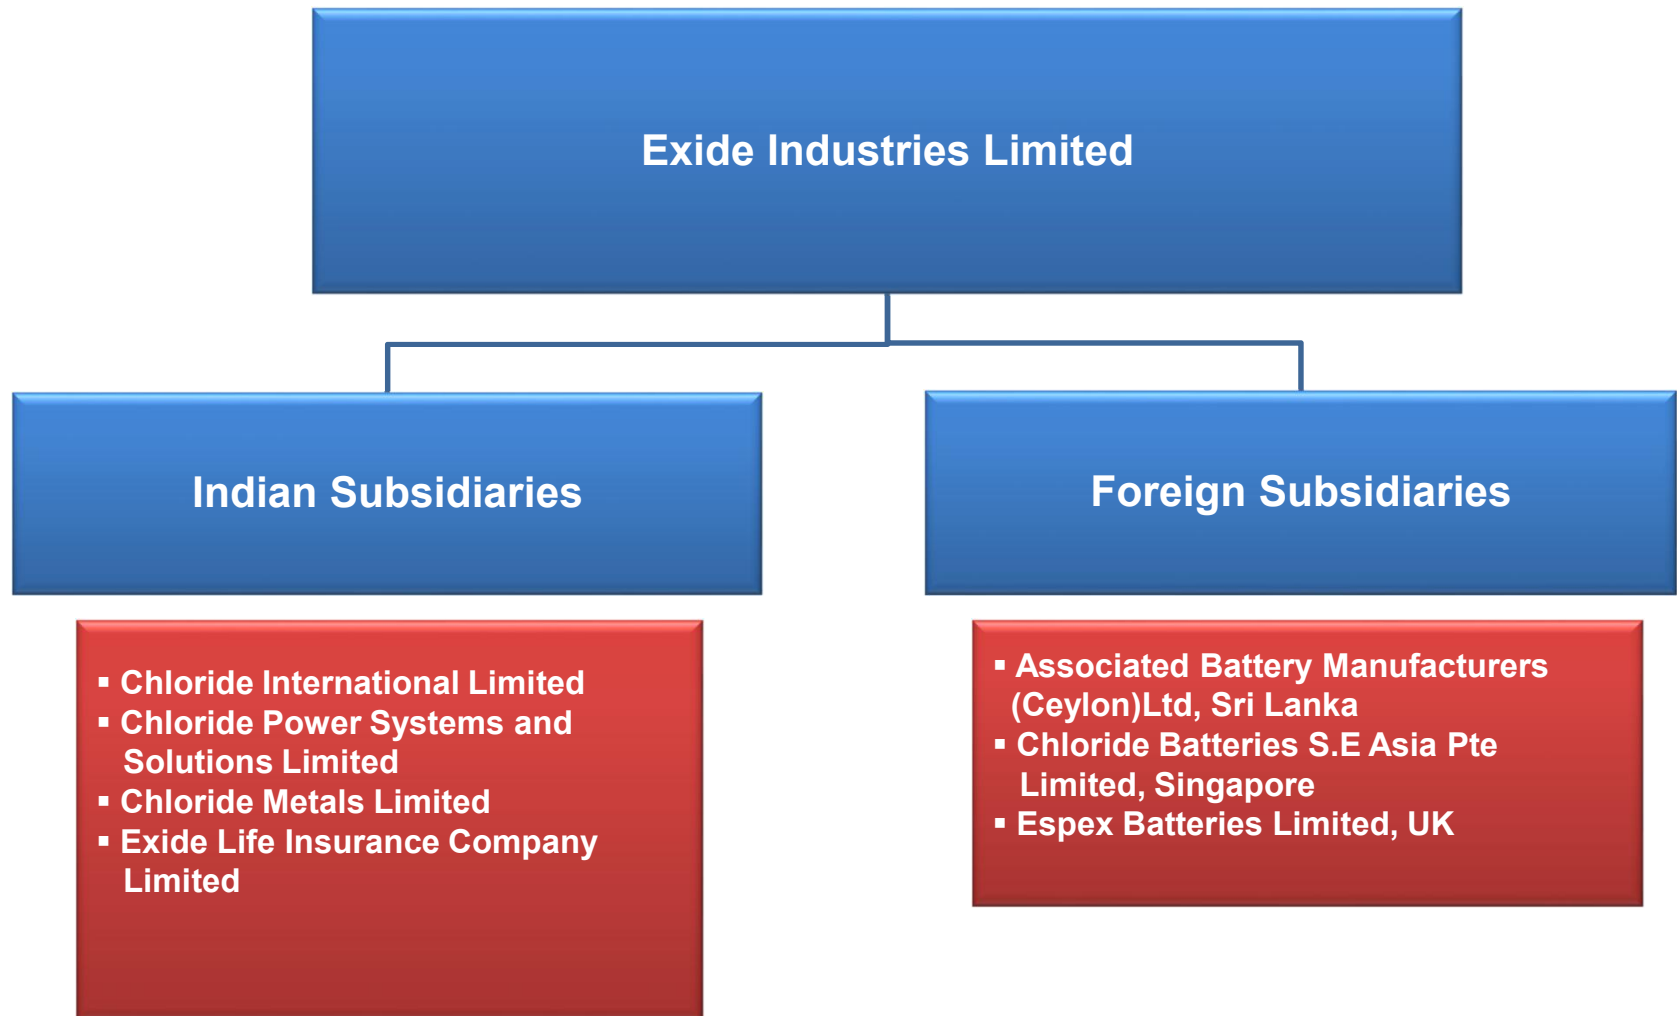 Exide Industries Limited
Indian Subsidiaries
▪ Chloride International Limited
▪ Chloride Power Systems and
Solutions Limited
▪ Chloride Metals Limited
▪ Exide Life Insurance Company
Limited
Foreign Subsidiaries
▪ Associated Battery Manufacturers
(Ceylon)Ltd, Sri Lanka
▪ Chloride Batteries S.E Asia Pte
Limited, Singapore
▪ Espex Batteries Limited, UK